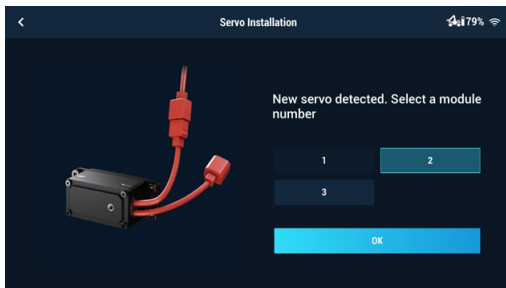 Servo Installation
79%
New servo detected. Select a module
number
1
2
3
OK